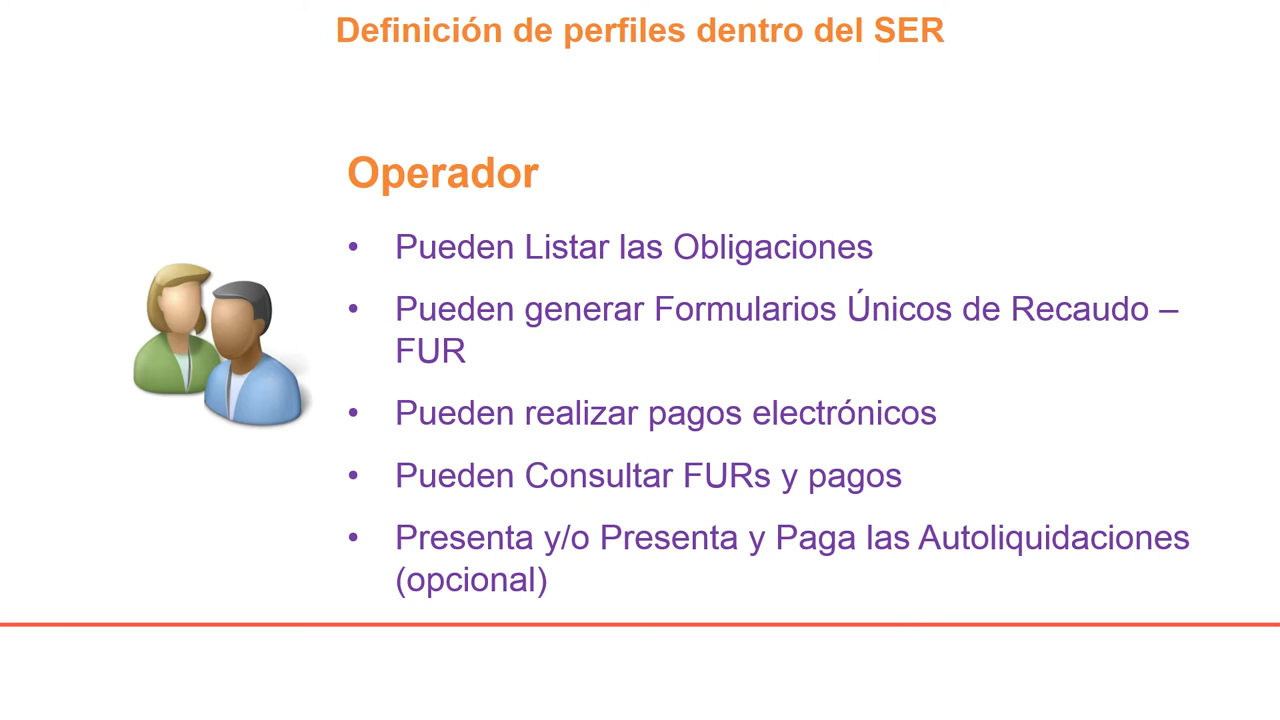 Definición de perfiles dentro del SER
Operador
• Pueden Listar las Obligaciones
• Pueden generar Formularios Únicos de Recaudo –
FUR
• Pueden realizar pagos electrónicos
• Pueden Consultar FURs y pagos
• Presenta y/o Presenta y Paga las Autoliquidaciones
(opcional)